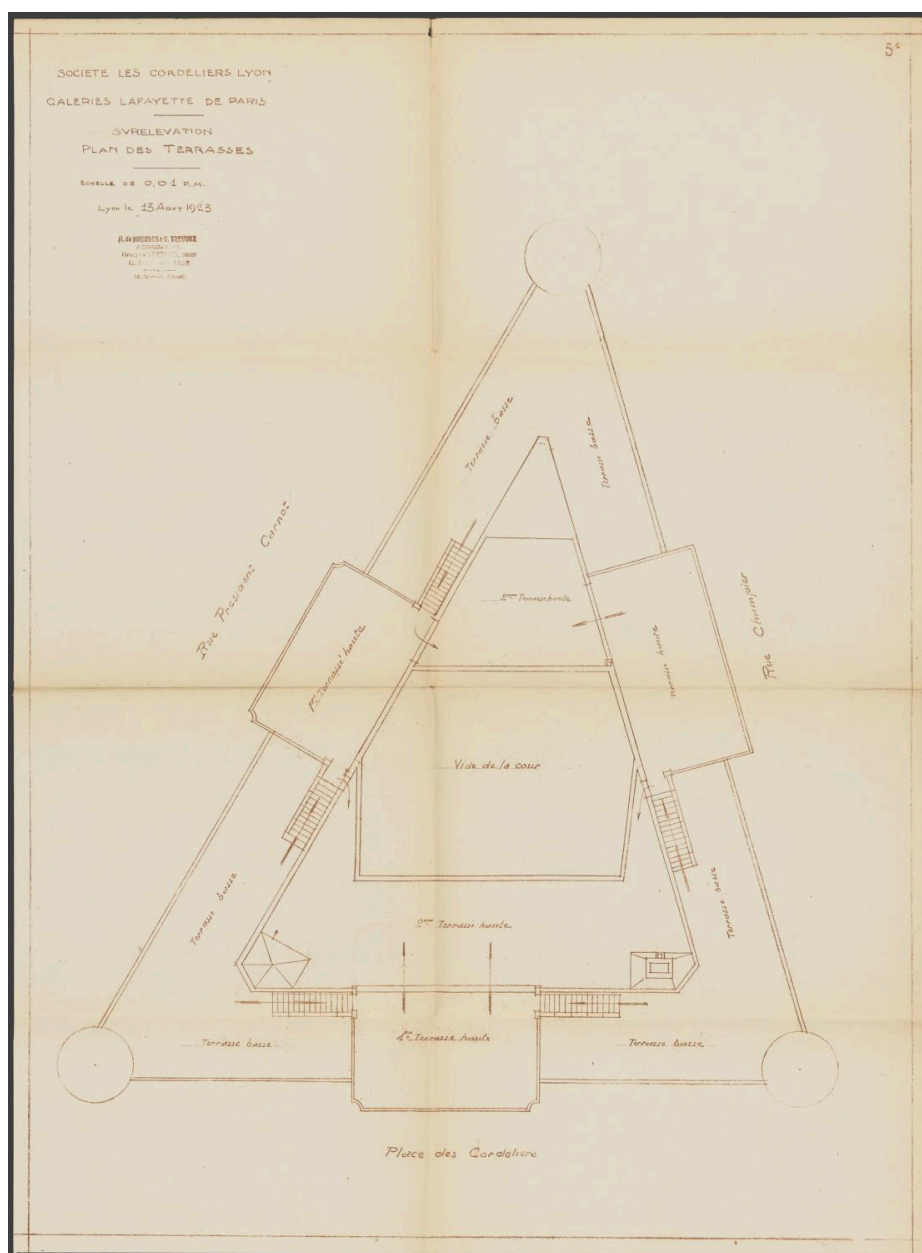 5e
SOCIETE LES CORDELIERS LYON
GALERIES LAFAYETTE DE PARIS
SVRELEVATION
PLAN DES TERRASSES
ECHELLE DE 0,01 P.M.
Lyon le 13 Aout 1923
Terrasse basse
Terrasse basse
Rue Président Carnot
2me Terrasse haute
Rue Champier
1re Terrasse haute
Terrasse haute
Vide de la cour
Terrasse basse
2me Terrasse haute
Terrasse basse
Terrasse basse
1re Terrasse haute
Terrasse basse
Place des Cordeliers